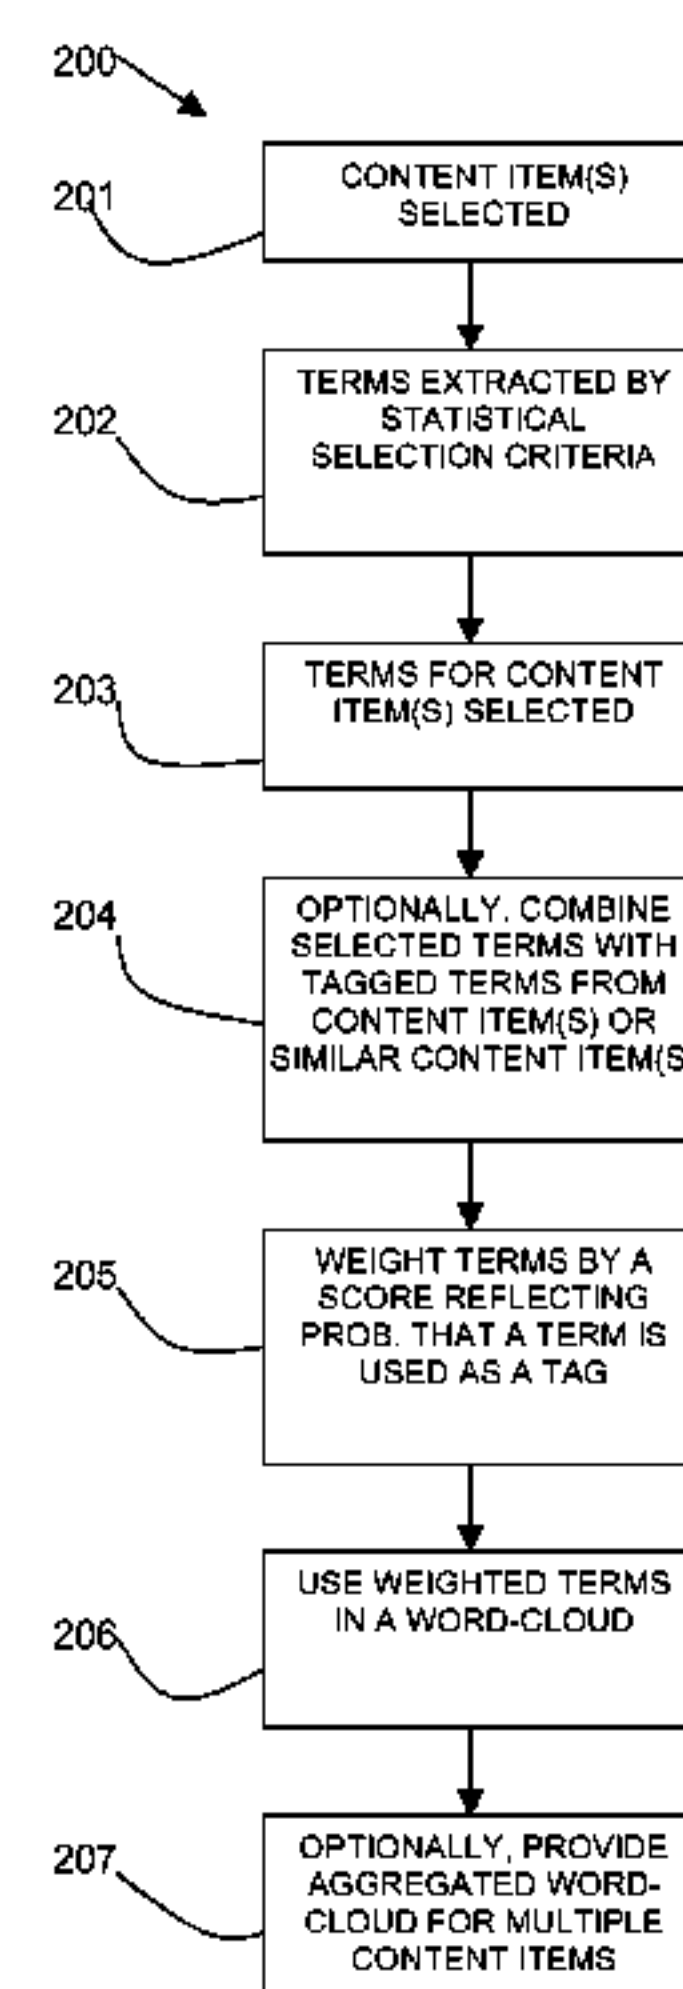 200
201
CONTENT ITEM(S)
SELECTED
202
TERMS EXTRACTED BY
STATISTICAL
SELECTION CRITERIA
203
TERMS FOR CONTENT
ITEM(S) SELECTED
204
OPTIONALLY. COMBINE
SELECTED TERMS WITH
TAGGED TERMS FROM
CONTENT ITEM(S) OR
SIMILAR CONTENT ITEM(S
205
WEIGHT TERMS BY A
SCORE REFLECTING
PROB. THAT A TERM IS
USED AS A TAG
206
USE WEIGHTED TERMS
IN A WORD-CLOUD
207
OPTIONALLY, PROVIDE
AGGREGATED WORD-
CLOUD FOR MULTIPLE
CONTENT ITEMS